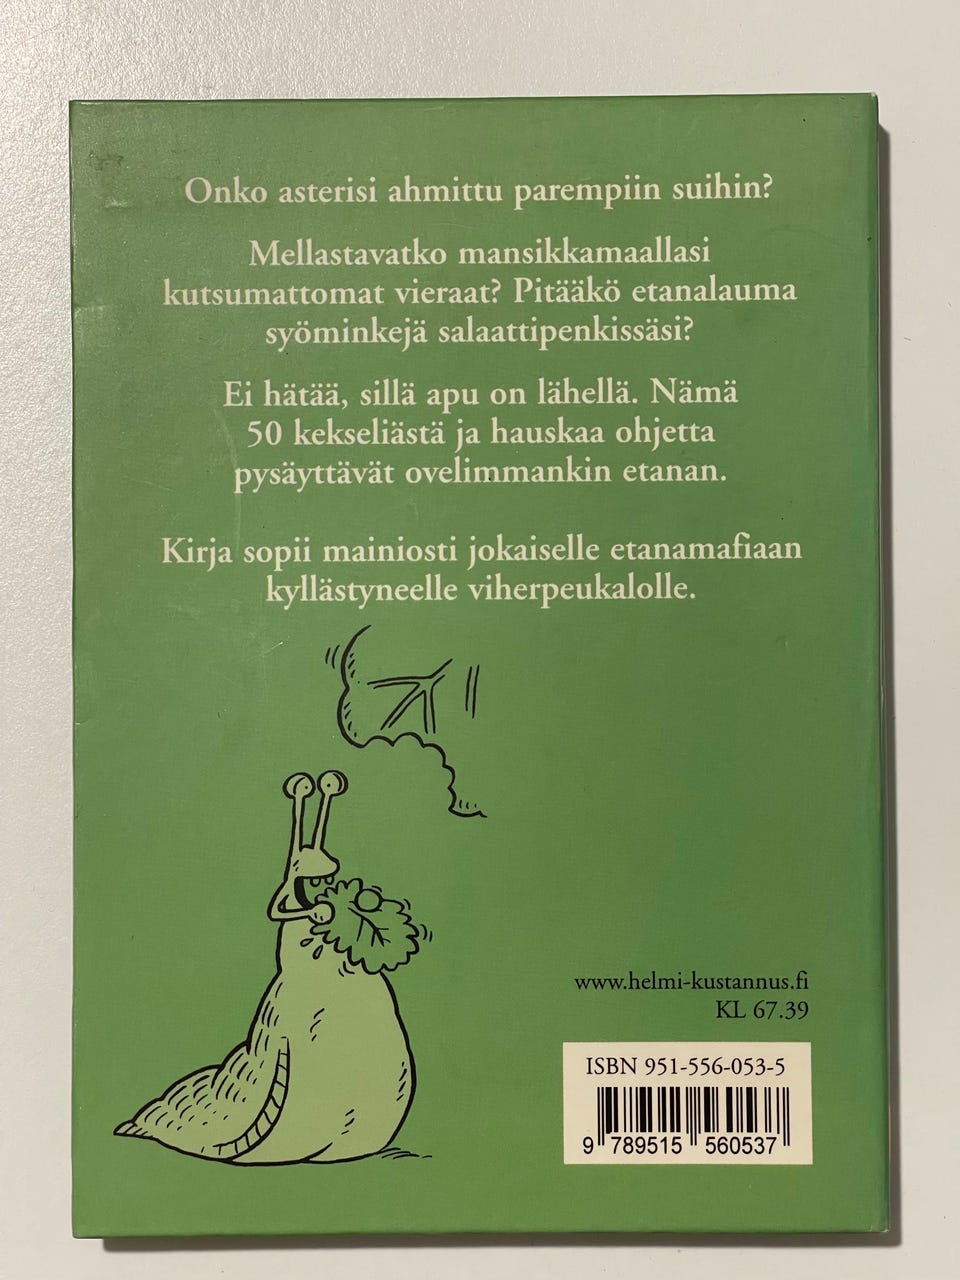 Onko asterisi ahmittu parempiin suihin?
Mellastavatko mansikkamaallasi
kutsumattomat vieraat? Pitääkö etanalauma
syöminkejä salaattipenkissäsi?
Ei hätää, sillä apu on lähellä. Nämä
50 kekseliästä ja hauskaa ohjetta
pysäyttävät ovelimmankin etanan.
Kirja sopii mainiosti jokaiselle etanamafiaan
kyllästyneelle viherpeukalolle.
www.helmi-kustannus.fi
KL 67.39
ISBN 951-556-053-5
9 789515 560537